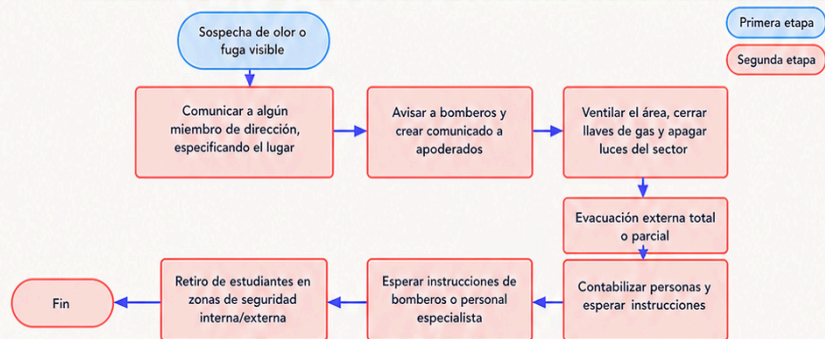 Sospecha de olor o
fuga visible
Primera etapa
Segunda etapa
Comunicar a algún
miembro de dirección,
especificando el lugar
Avisar a bomberos y
crear comunicado a
apoderados
Ventilar el área, cerrar
llaves de gas y apagar
luces del sector
Evacuación externa total
o parcial
Contabilizar personas y
esperar instrucciones
Esperar instrucciones de
bomberos o personal
especialista
Retiro de estudiantes en
zonas de seguridad
interna/externa
Fin